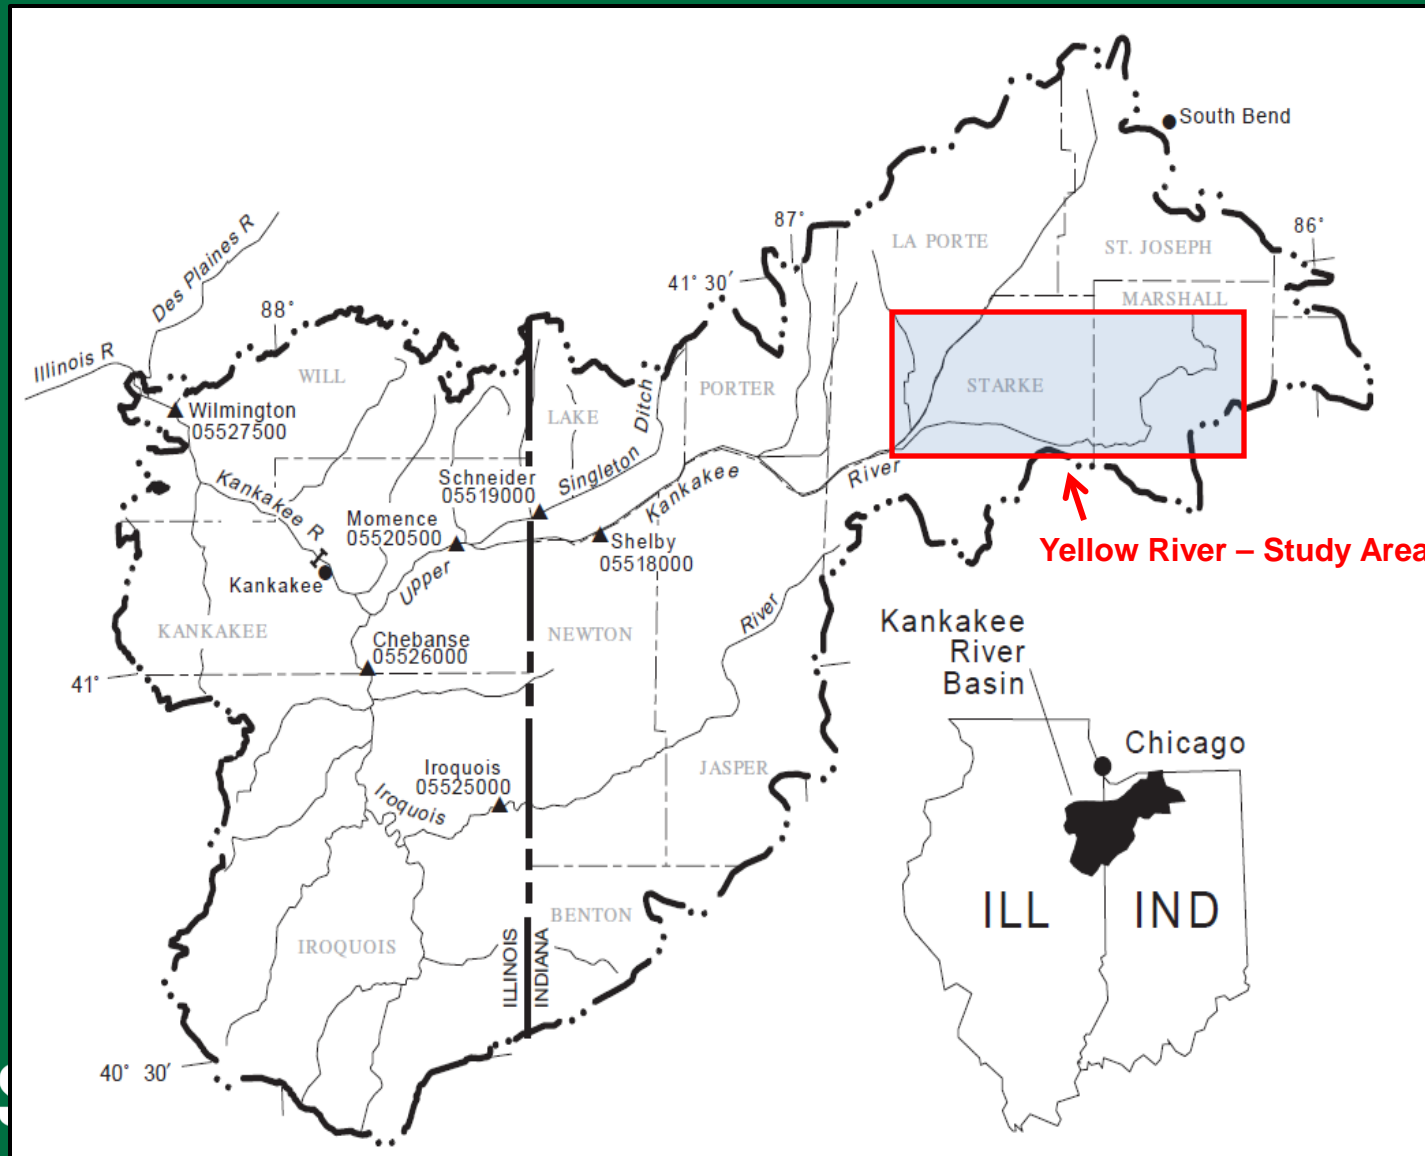 South Bend
87°
86°
LA PORTE
ST. JOSEPH
Des Plaines R
41° 30′
88°
MARSHALL
Illinois R
WILL
PORTER
STARKE
Wilmington
05527500
LAKE
Singleton Ditch
Schneider
05519000
Kankakee River
Kankakee R
Momence
05520500
Shelby
05518000
Yellow River – Study Area
Upper
Kankakee
KANKAKEE
NEWTON
River
Kankakee
River
Basin
Chebanse
05526000
41°
Chicago
Iroquois
05525000
JASPER
Iroquois
ILL
IND
BENTON
IROQUOIS
ILLINOIS
INDIANA
40° 30′